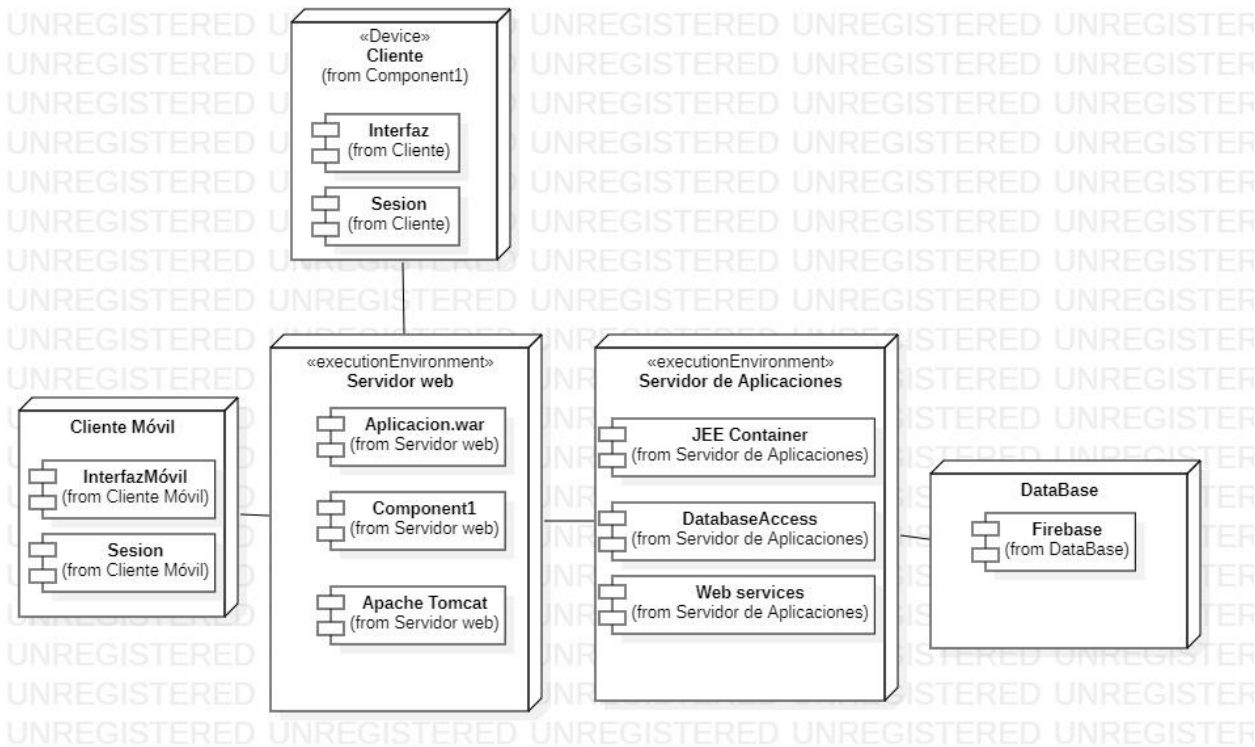 «Device»
Cliente
(from Component1)
Interfaz
(from Cliente)
Sesion
(from Cliente)
Cliente Móvil
InterfazMóvil
(from Cliente Móvil)
Sesion
(from Cliente Móvil)
«executionEnvironment»
Servidor web
Aplicacion.war
(from Servidor web)
Component1
(from Servidor web)
Apache Tomcat
(from Servidor web)
«executionEnvironment»
Servidor de Aplicaciones
JEE Container
(from Servidor de Aplicaciones)
DatabaseAccess
(from Servidor de Aplicaciones)
Web services
(from Servidor de Aplicaciones)
DataBase
Firebase
(from DataBase)
UNREGISTERED